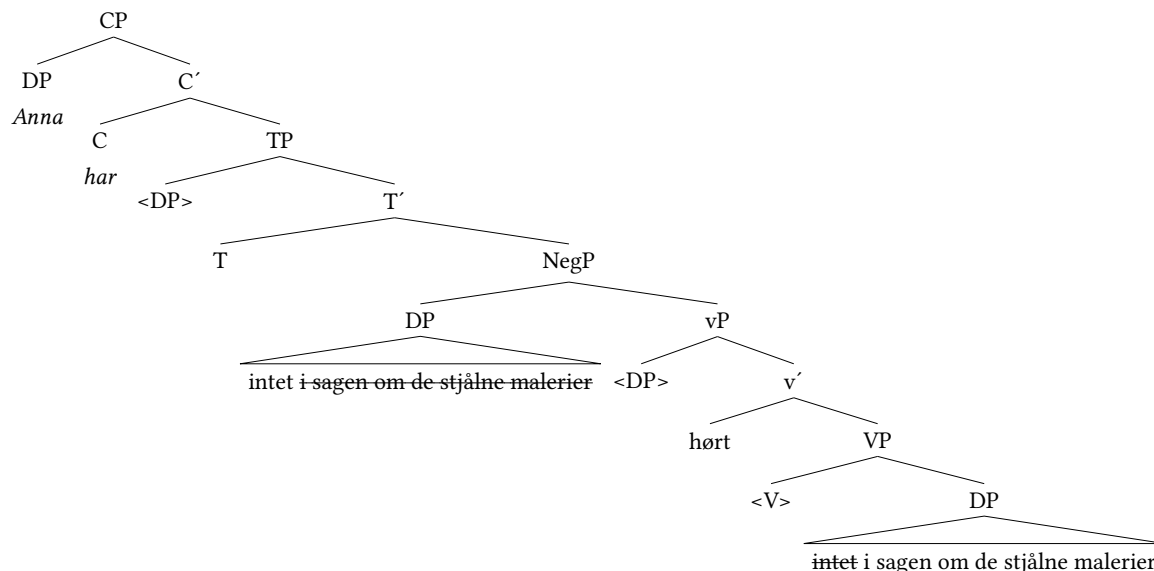 CP
DP C´
Anna
C TP
har
<DP> T´
T NegP
DP vP
intet i sagen om de stjålne malerier <DP> v´
hørt VP
<V> DP
intet i sagen om de stjålne malerier